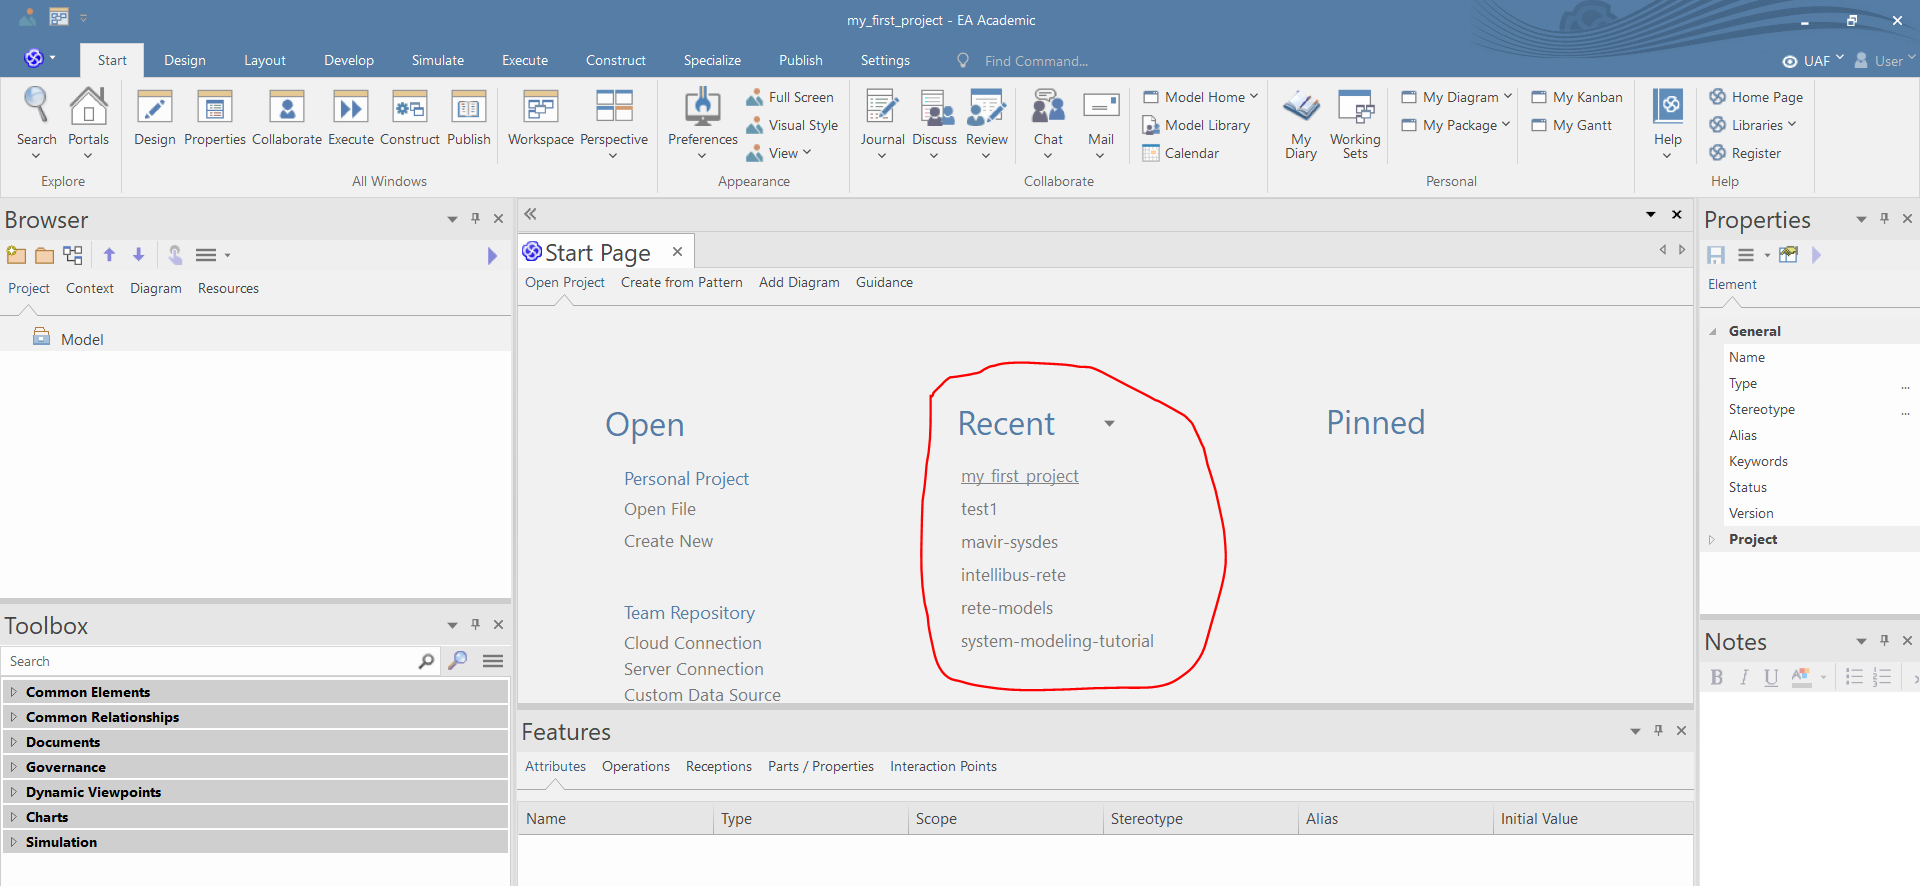 my_first_project - EA Academic
Start Design Layout Develop Simulate Execute Construct Specialize Publish Settings Find Command... UAF User
Search Portals Design Properties Collaborate Execute Construct Publish Workspace Perspective Preferences Full Screen Visual Style View Journal Discuss Review Chat Mail Model Home Model Library Calendar My Diary Working Sets My Diagram My Package My Kanban My Gantt Help Home Page Libraries Register
Explore All Windows Appearance Collaborate Personal Help
Browser
Project Context Diagram Resources
Model
Toolbox
Search
Common Elements
Common Relationships
Documents
Governance
Dynamic Viewpoints
Charts
Simulation
Start Page
Open Project Create from Pattern Add Diagram Guidance
Open
Personal Project
Open File
Create New
Team Repository
Cloud Connection
Server Connection
Custom Data Source
Recent
my_first_project
test1
mavir-sysdes
intellibus-rete
rete-models
system-modeling-tutorial
Pinned
Features
Attributes Operations Receptions Parts / Properties Interaction Points
Name Type Scope Stereotype Alias Initial Value
Properties
Element
General
Name
Type ...
Stereotype ...
Alias
Keywords
Status
Version
Project
Notes
B I U A